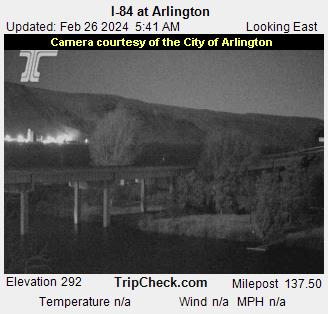 I-84 at Arlington
Updated: Feb 26 2024 5:41 AM Looking East
Camera courtesy of the City of Arlington
Elevation 292 TripCheck.com Milepost 137.50
Temperature n/a Wind n/a MPH n/a